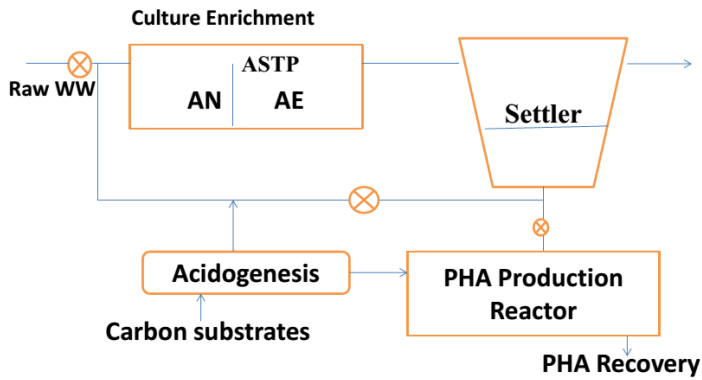 Culture Enrichment
ASTP
Raw WW
AN
AE
Settler
Acidogenesis
PHA Production
Reactor
Carbon substrates
PHA Recovery